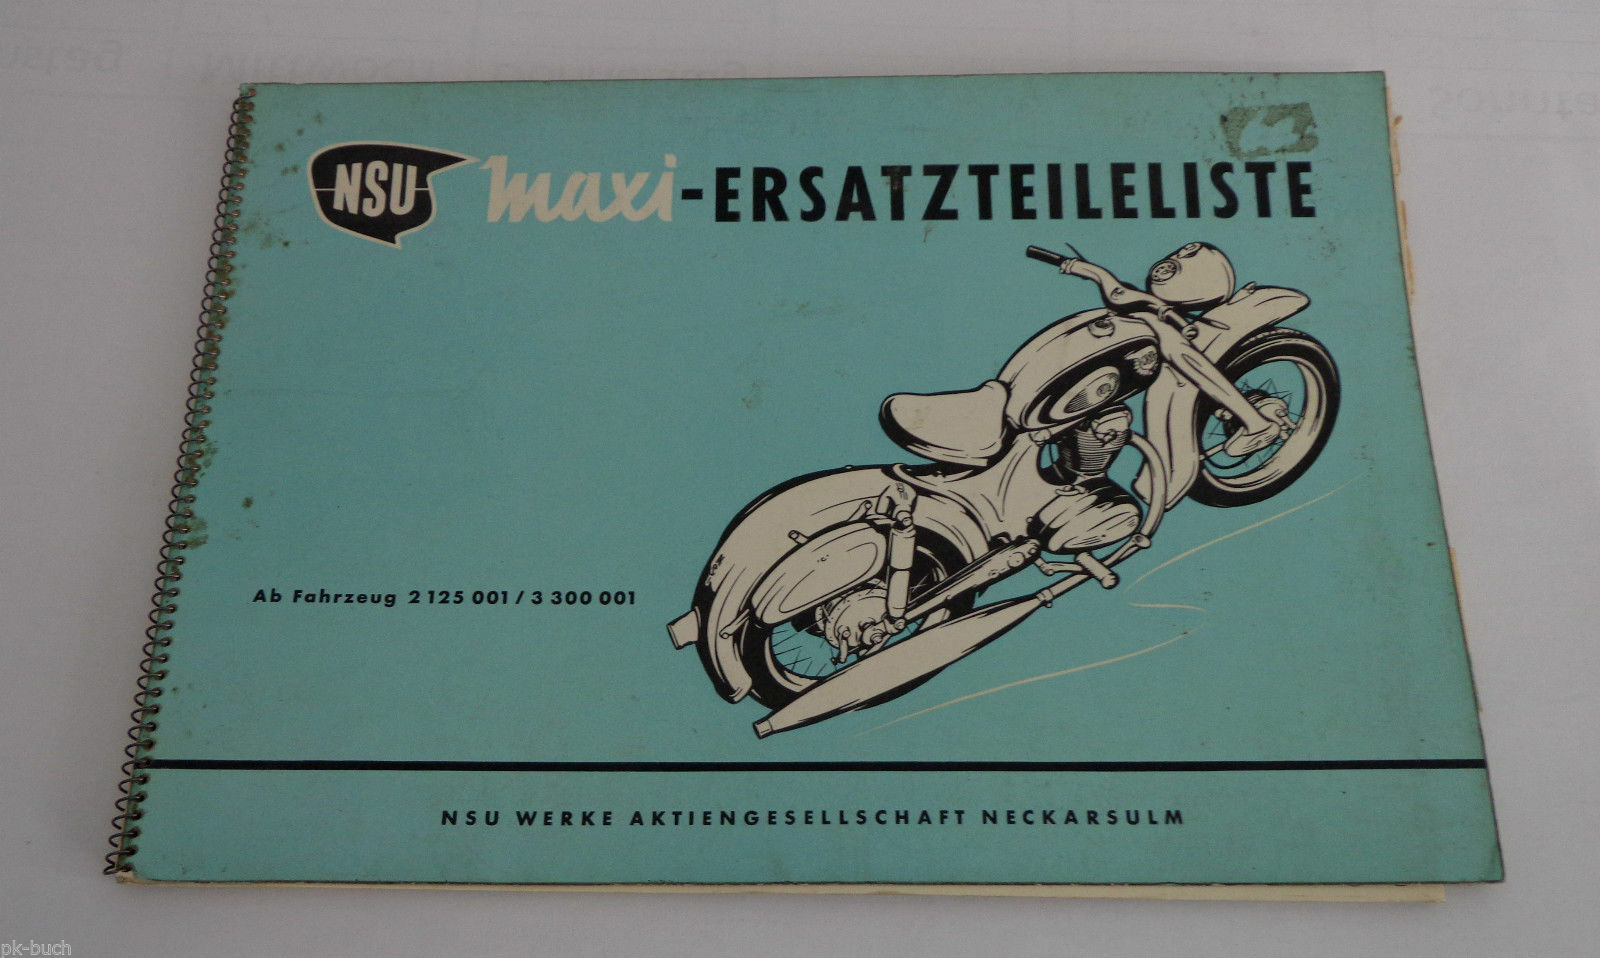 NSU maxi-ERSATZTEILELISTE
Ab Fahrzeug 2 125 001 / 3 300 001
NSU WERKE AKTIENGESELLSCHAFT NECKARSULM
pk-buch